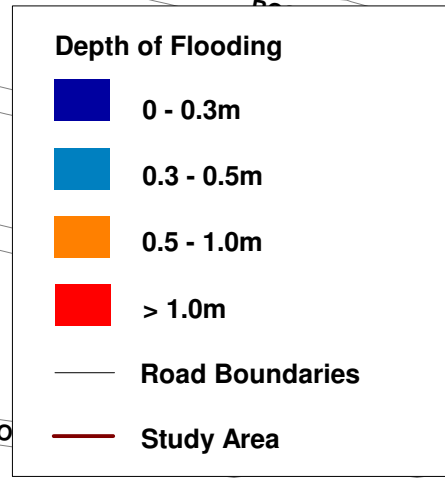 Depth of Flooding
0 - 0.3m
0.3 - 0.5m
0.5 - 1.0m
> 1.0m
Road Boundaries
Study Area